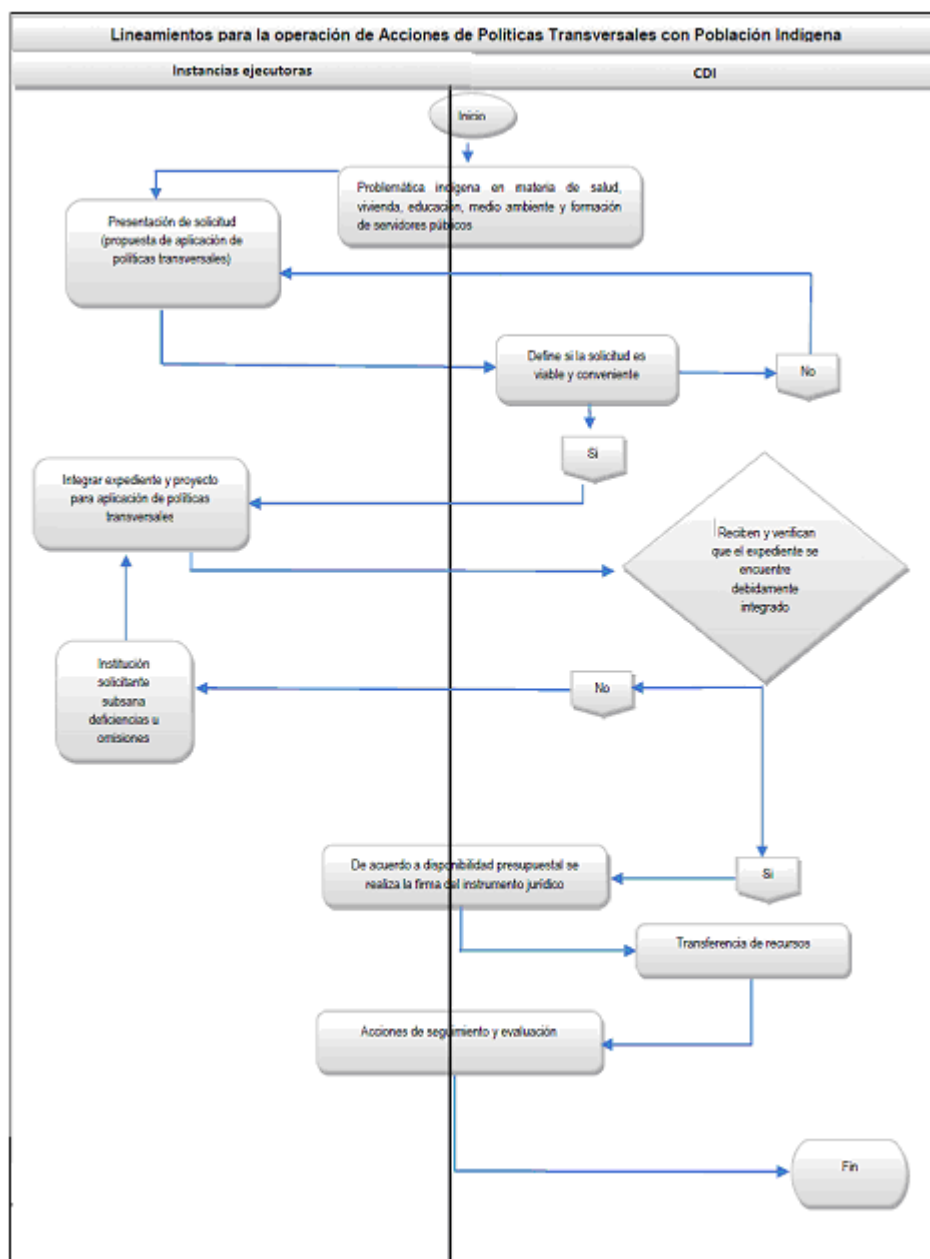 Lineamientos para la operación de Acciones de Políticas Transversales con Población Indígena
Instancias ejecutoras
CDI
Inicio
Problemática indígena en materia de salud,
vivienda, educación, medio ambiente y formación
de servidores públicos
Presentación de solicitud
(propuesta de aplicación de
políticas transversales)
Define si la solicitud es
viable y conveniente
No
Si
Integrar expediente y proyecto
para aplicación de políticas
transversales
Reciben y verifican
que el expediente se
encuentre
debidamente
integrado
Institución
solicitante
subsana
deficiencias u
omisiones
No
De acuerdo a disponibilidad presupuestal se
realiza la firma del instrumento jurídico
Si
Transferencia de recursos
Acciones de seguimiento y evaluación
Fin